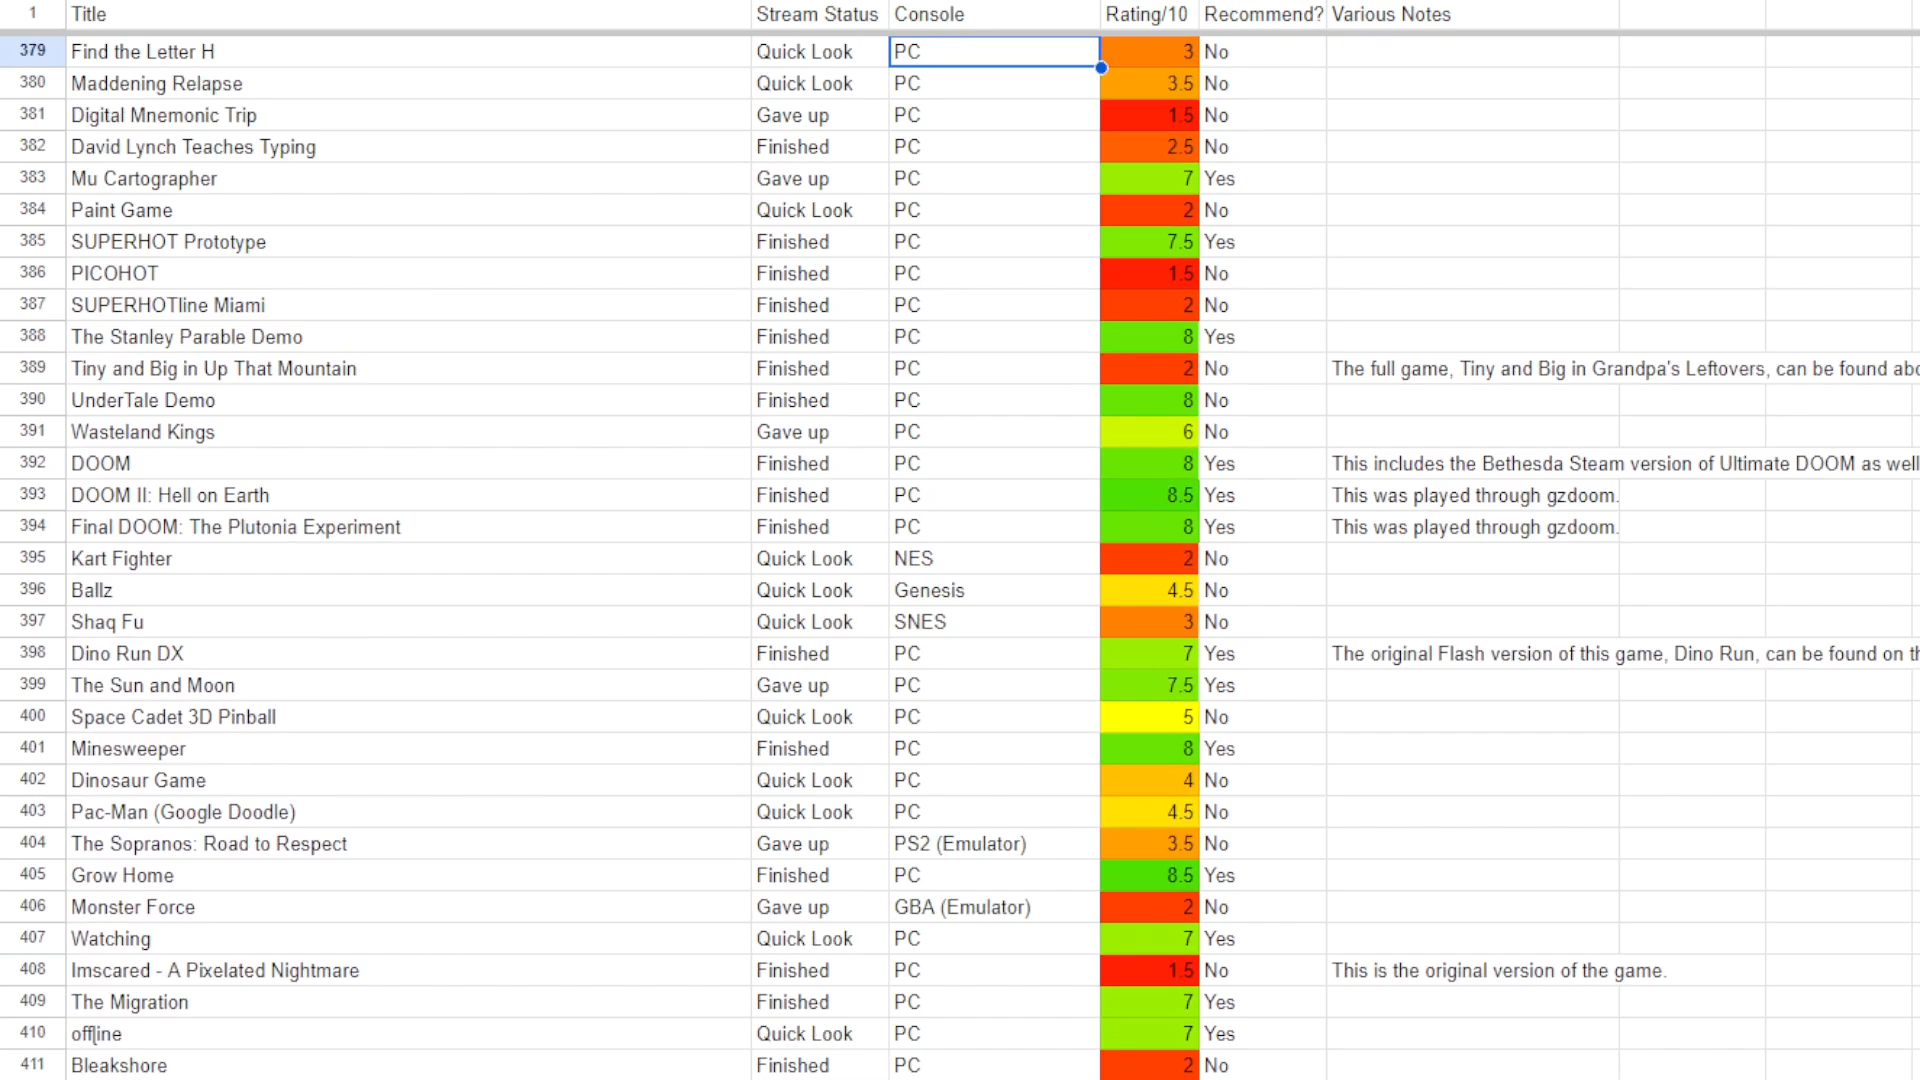 1 Title Stream Status Console Rating/10 Recommend? Various Notes
379 Find the Letter H Quick Look PC 3 No
380 Maddening Relapse Quick Look PC 3.5 No
381 Digital Mnemonic Trip Gave up PC 1.5 No
382 David Lynch Teaches Typing Finished PC 2.5 No
383 Mu Cartographer Gave up PC 7 Yes
384 Paint Game Quick Look PC 2 No
385 SUPERHOT Prototype Finished PC 7.5 Yes
386 PICOHOT Finished PC 1.5 No
387 SUPERHOTline Miami Finished PC 2 No
388 The Stanley Parable Demo Finished PC 8 Yes
389 Tiny and Big in Up That Mountain Finished PC 2 No The full game, Tiny and Big in Grandpa's Leftovers, can be found
390 UnderTale Demo Finished PC 8 No
391 Wasteland Kings Gave up PC 6 No
392 DOOM Finished PC 8 Yes This includes the Bethesda Steam version of Ultimate DOOM as well
393 DOOM II: Hell on Earth Finished PC 8.5 Yes This was played through gzdoom.
394 Final DOOM: The Plutonia Experiment Finished PC 8 Yes This was played through gzdoom.
395 Kart Fighter Quick Look NES 2 No
396 Ballz Quick Look Genesis 4.5 No
397 Shaq Fu Quick Look SNES 3 No
398 Dino Run DX Finished PC 7 Yes The original Flash version of this game, Dino Run, can be found on
399 The Sun and Moon Gave up PC 7.5 Yes
400 Space Cadet 3D Pinball Quick Look PC 5 No
401 Minesweeper Finished PC 8 Yes
402 Dinosaur Game Quick Look PC 4 No
403 Pac-Man (Google Doodle) Quick Look PC 4.5 No
404 The Sopranos: Road to Respect Gave up PS2 (Emulator) 3.5 No
405 Grow Home Finished PC 8.5 Yes
406 Monster Force Gave up GBA (Emulator) 2 No
407 Watching Quick Look PC 7 Yes
408 Imscared - A Pixelated Nightmare Finished PC 1.5 No This is the original version of the game.
409 The Migration Finished PC 7 Yes
410 off[ine Quick Look PC 7 Yes
411 Bleakshore Finished PC 2 No